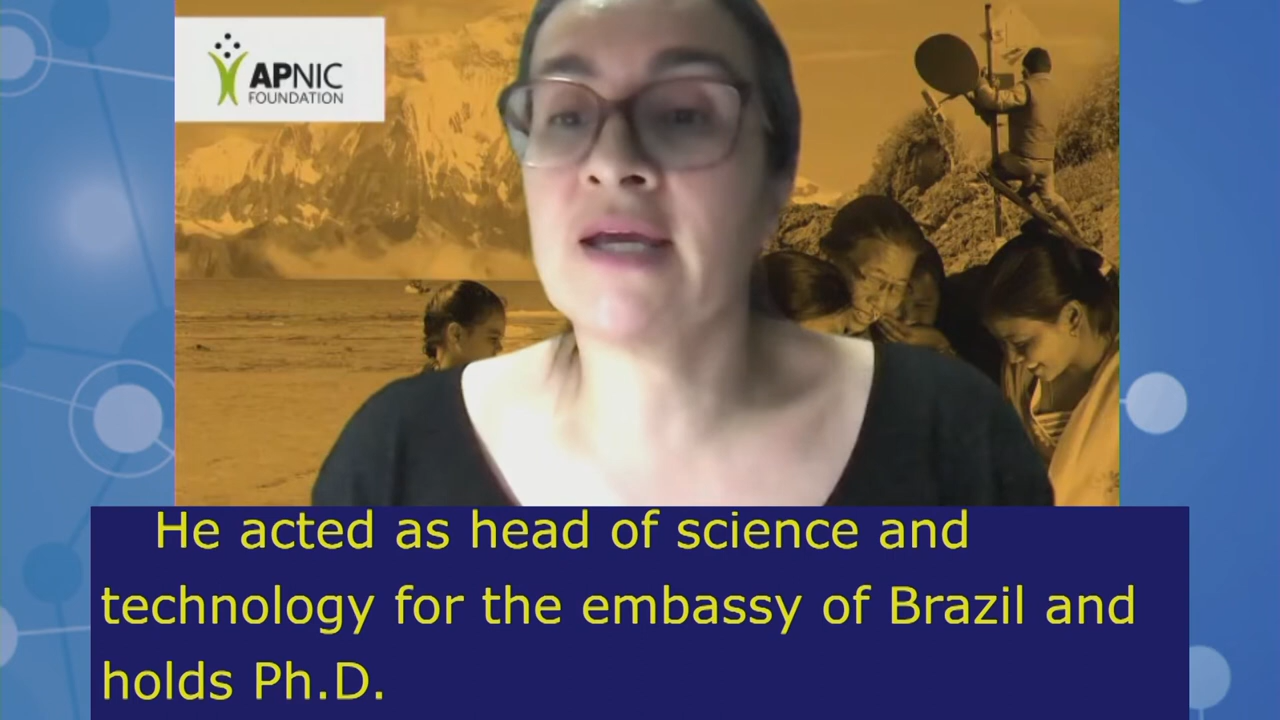 APNIC
FOUNDATION
He acted as head of science and
technology for the embassy of Brazil and
holds Ph.D.